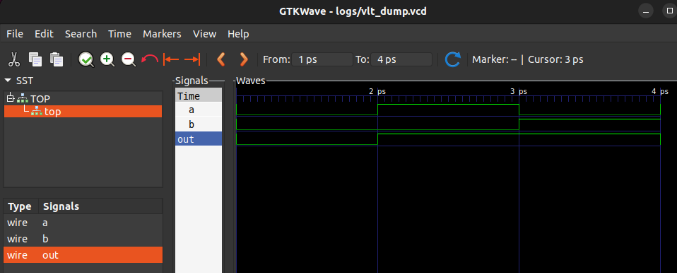 GTKWave - logs/vlt_dump.vcd
File Edit Search Time Markers View Help
From: 1 ps To: 4 ps Marker: -- | Cursor: 3 ps
SST
TOP
top
Type Signals
wire a
wire b
wire out
Signals
Time
a
b
out
Waves
2 ps 3 ps 4 ps